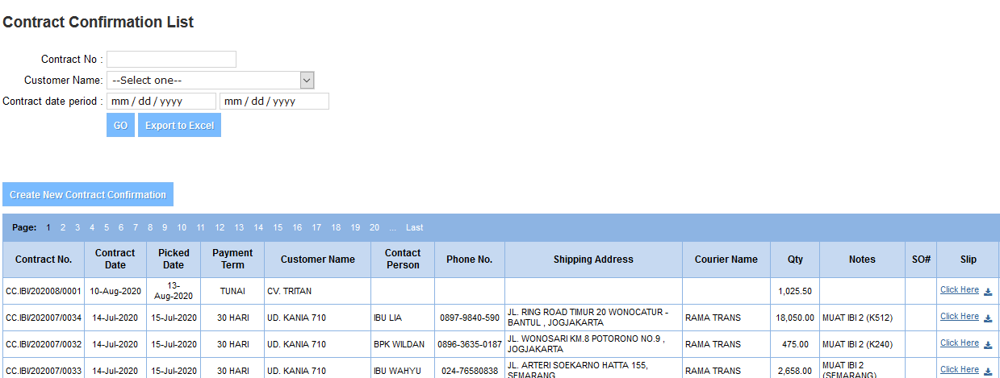 Contract Confirmation List
Contract No :
Customer Name: --Select one--
Contract date period : mm / dd / yyyy mm / dd / yyyy
GO Export to Excel
Create New Contract Confirmation
Page: 1 2 3 4 5 6 7 8 9 10 11 12 13 14 15 16 17 18 19 20 ... Last
Contract No. Contract Date Picked Date Payment Term Customer Name Contact Person Phone No. Shipping Address Courier Name Qty Notes SO# Slip
CC.IBI/202008/0001 10-Aug-2020 13-Aug-2020 TUNAI CV. TRITAN 1,025.50 Click Here
CC.IBI/202007/0034 14-Jul-2020 15-Jul-2020 30 HARI UD. KANIA 710 IBU LIA 0897-9840-590 JL. RING ROAD TIMUR 20 WONOCATUR - BANTUL , JOGJAKARTA RAMA TRANS 18,050.00 MUAT IBI 2 (K512) Click Here
CC.IBI/202007/0032 14-Jul-2020 15-Jul-2020 30 HARI UD. KANIA 710 BPK WILDAN 0896-3635-0187 JL. WONOSARI KM.8 POTORONO NO.9 , JOGJAKARTA RAMA TRANS 475.00 MUAT IBI 2 (K240) Click Here
CC.IBI/202007/0033 14-Jul-2020 15-Jul-2020 30 HARI UD. KANIA 710 IBU WAHYU 024-76580838 JL. ARTERI SOEKARNO HATTA 155, SEMARANG RAMA TRANS 2,658.00 MUAT IBI 2 (SEMARANG) Click Here